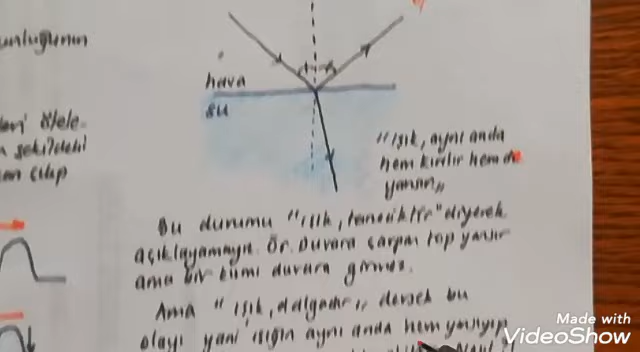 hava
su
"ışık, aynı anda
hem kırılır hem de
yansır"
Bu durumu "ışık, taneciktir" diyerek
açıklayamayız. Ör. Duvara çarpan top yansır
ama bir kısmı duvara girmez.
Ama "ışık, dalgadır" dersek bu
olayı yani ışığın aynı anda hem yansıyıp
şekildeki
çılıp
Made with
VideoShow